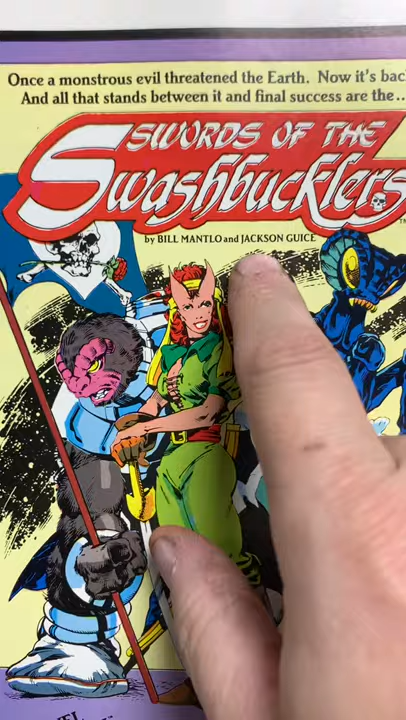 Once a monstrous evil threatened the Earth. Now it's
And all that stands between it and final success are the...
SWORDS OF THE
Swashbucklers
TM
by BILL MANTLO and JACKSON GUICE